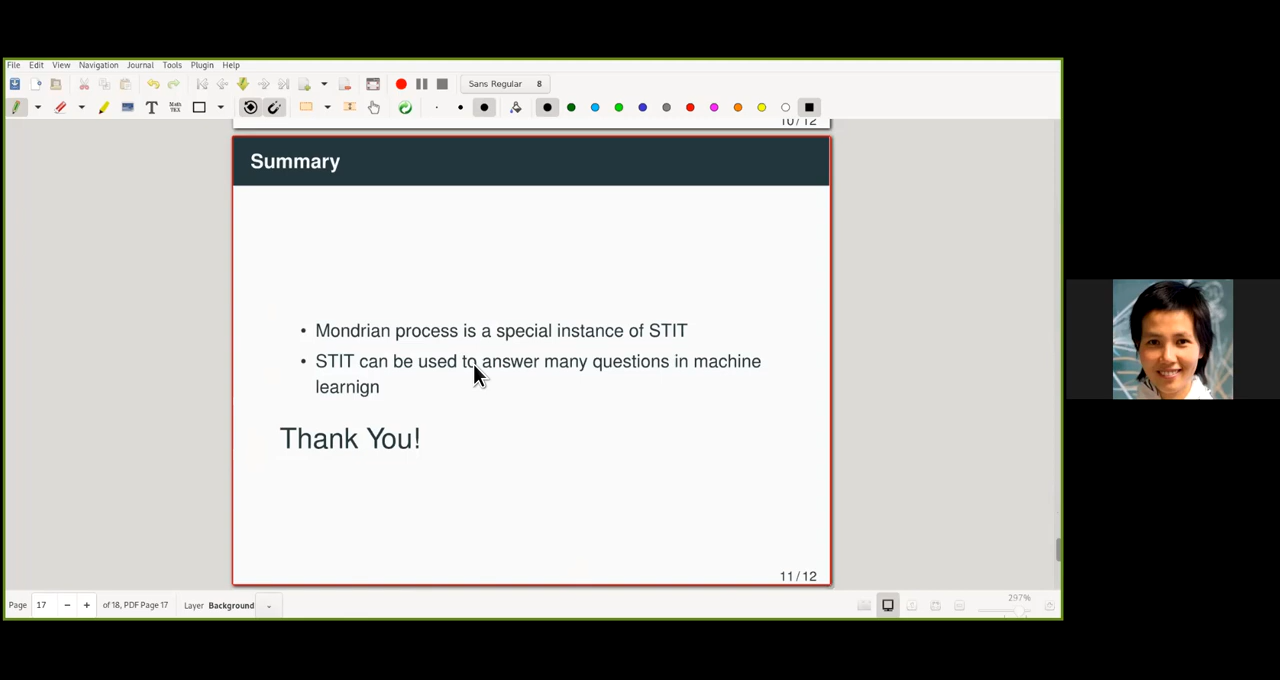 File Edit View Navigation Journal Tools Plugin Help
Sans Regular 8
10/12
Summary
• Mondrian process is a special instance of STIT
• STIT can be used to answer many questions in machine
learnign
Thank You!
11/12
Page 17 of 18, PDF Page 17 Layer Background
297%